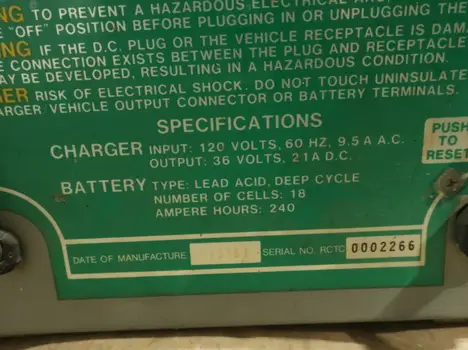 TO PREVENT A HAZARDOUS ELECTRICAL
"OFF" POSITION BEFORE PLUGGING IN OR UNPLUGGING THE
IF THE D.C. PLUG OR THE VEHICLE RECEPTACLE IS
CONNECTION EXISTS BETWEEN THE PLUG AND RECEPTACLE
MAY BE DEVELOPED, RESULTING IN A HAZARDOUS CONDITION.
RISK OF ELECTRICAL SHOCK. DO NOT TOUCH
VEHICLE OUTPUT CONNECTOR OR BATTERY TERMINALS.
SPECIFICATIONS
CHARGER INPUT: 120 VOLTS, 60 HZ, 9.5 A A.C.
OUTPUT: 36 VOLTS, 21A D.C.
PUSH
TO
RESET
BATTERY TYPE: LEAD ACID, DEEP CYCLE
NUMBER OF CELLS: 18
AMPERE HOURS: 240
DATE OF MANUFACTURE SERIAL NO. RCTC 0002266